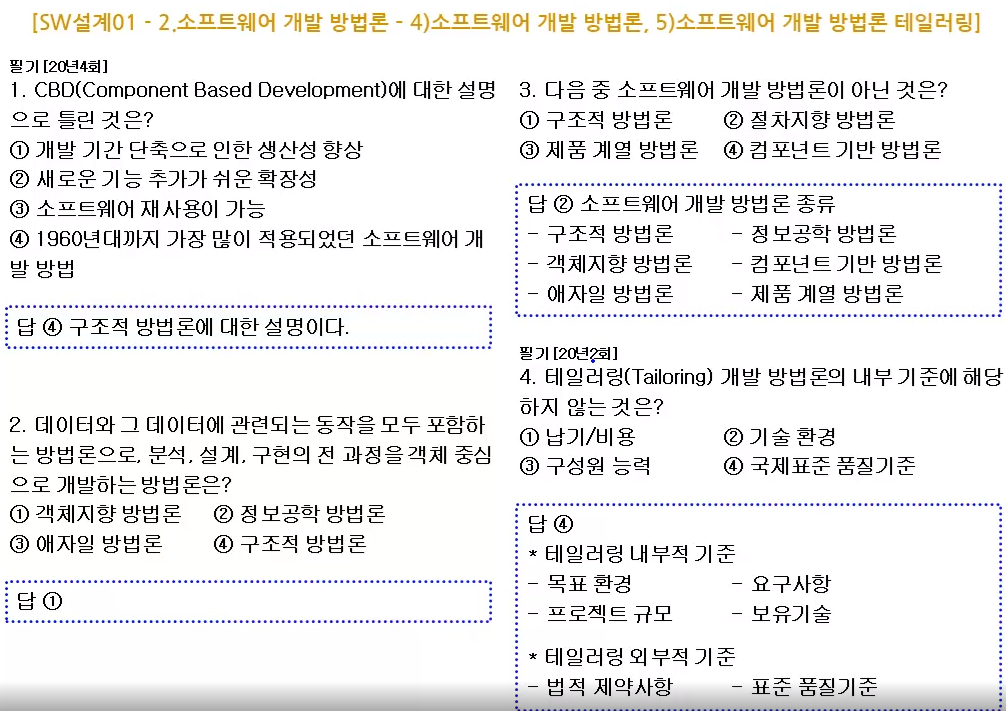 [SW설계01 - 2.소프트웨어 개발 방법론 - 4)소프트웨어 개발 방법론, 5)소프트웨어 개발 방법론 테일러링]
필기 [20년4회]
1. CBD(Component Based Development)에 대한 설명
으로 틀린 것은?
① 개발 기간 단축으로 인한 생산성 향상
② 새로운 기능 추가가 쉬운 확장성
③ 소프트웨어 재사용이 가능
④ 1960년대까지 가장 많이 적용되었던 소프트웨어 개
발 방법
답 ④ 구조적 방법론에 대한 설명이다.
2. 데이터와 그 데이터에 관련되는 동작을 모두 포함하
는 방법론으로, 분석, 설계, 구현의 전 과정을 객체 중심
으로 개발하는 방법론은?
① 객체지향 방법론 ② 정보공학 방법론
③ 애자일 방법론 ④ 구조적 방법론
답 ①
3. 다음 중 소프트웨어 개발 방법론이 아닌 것은?
① 구조적 방법론 ② 절차지향 방법론
③ 제품 계열 방법론 ④ 컴포넌트 기반 방법론
답 ② 소프트웨어 개발 방법론 종류
- 구조적 방법론 - 정보공학 방법론
- 객체지향 방법론 - 컴포넌트 기반 방법론
- 애자일 방법론 - 제품 계열 방법론
필기 [20년2회]
4. 테일러링(Tailoring) 개발 방법론의 내부 기준에 해당
하지 않는 것은?
① 납기/비용 ② 기술 환경
③ 구성원 능력 ④ 국제표준 품질기준
답 ④
* 테일러링 내부적 기준
- 목표 환경 - 요구사항
- 프로젝트 규모 - 보유기술
* 테일러링 외부적 기준
- 법적 제약사항 - 표준 품질기준